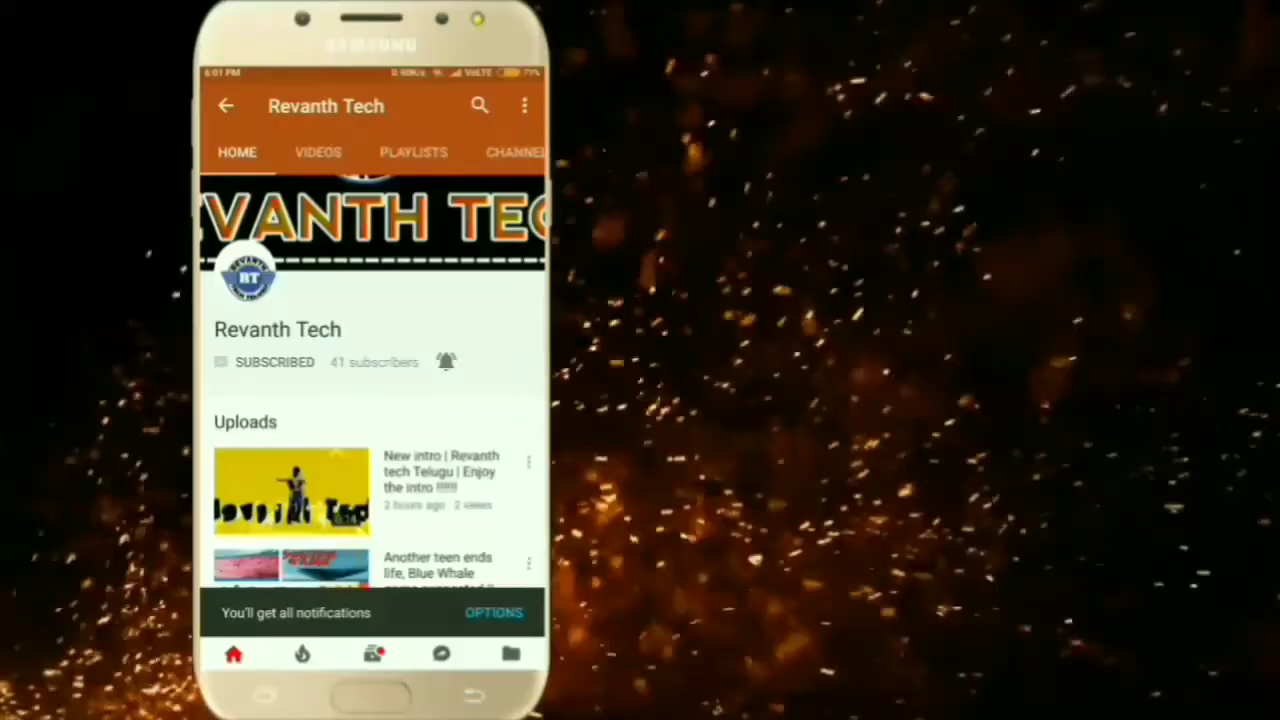 SAMSUNG
6:01 PM
VoLTE
Revanth Tech
HOME VIDEOS PLAYLISTS CHANNEL
EVANTH TEC
RT
Revanth Tech
SUBSCRIBED 41 subscribers
Uploads
New intro | Revanth
tech Telugu | Enjoy
the intro !!!!!!
2 hours ago 2 views
Another teen ends
life, Blue Whale
You'll get all notifications OPTIONS